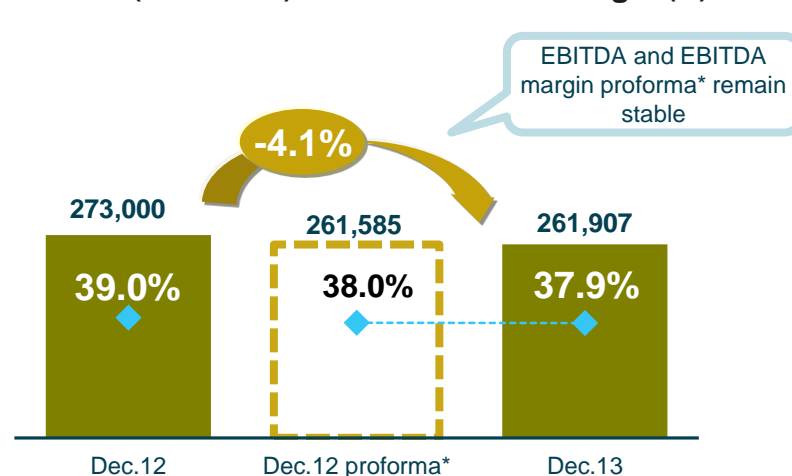 EBITDA and EBITDA
margin proforma* remain
stable
-4.1%
273,000
261,585
261,907
39.0%
38.0%
37.9%
Dec.12
Dec.12 proforma*
Dec.13